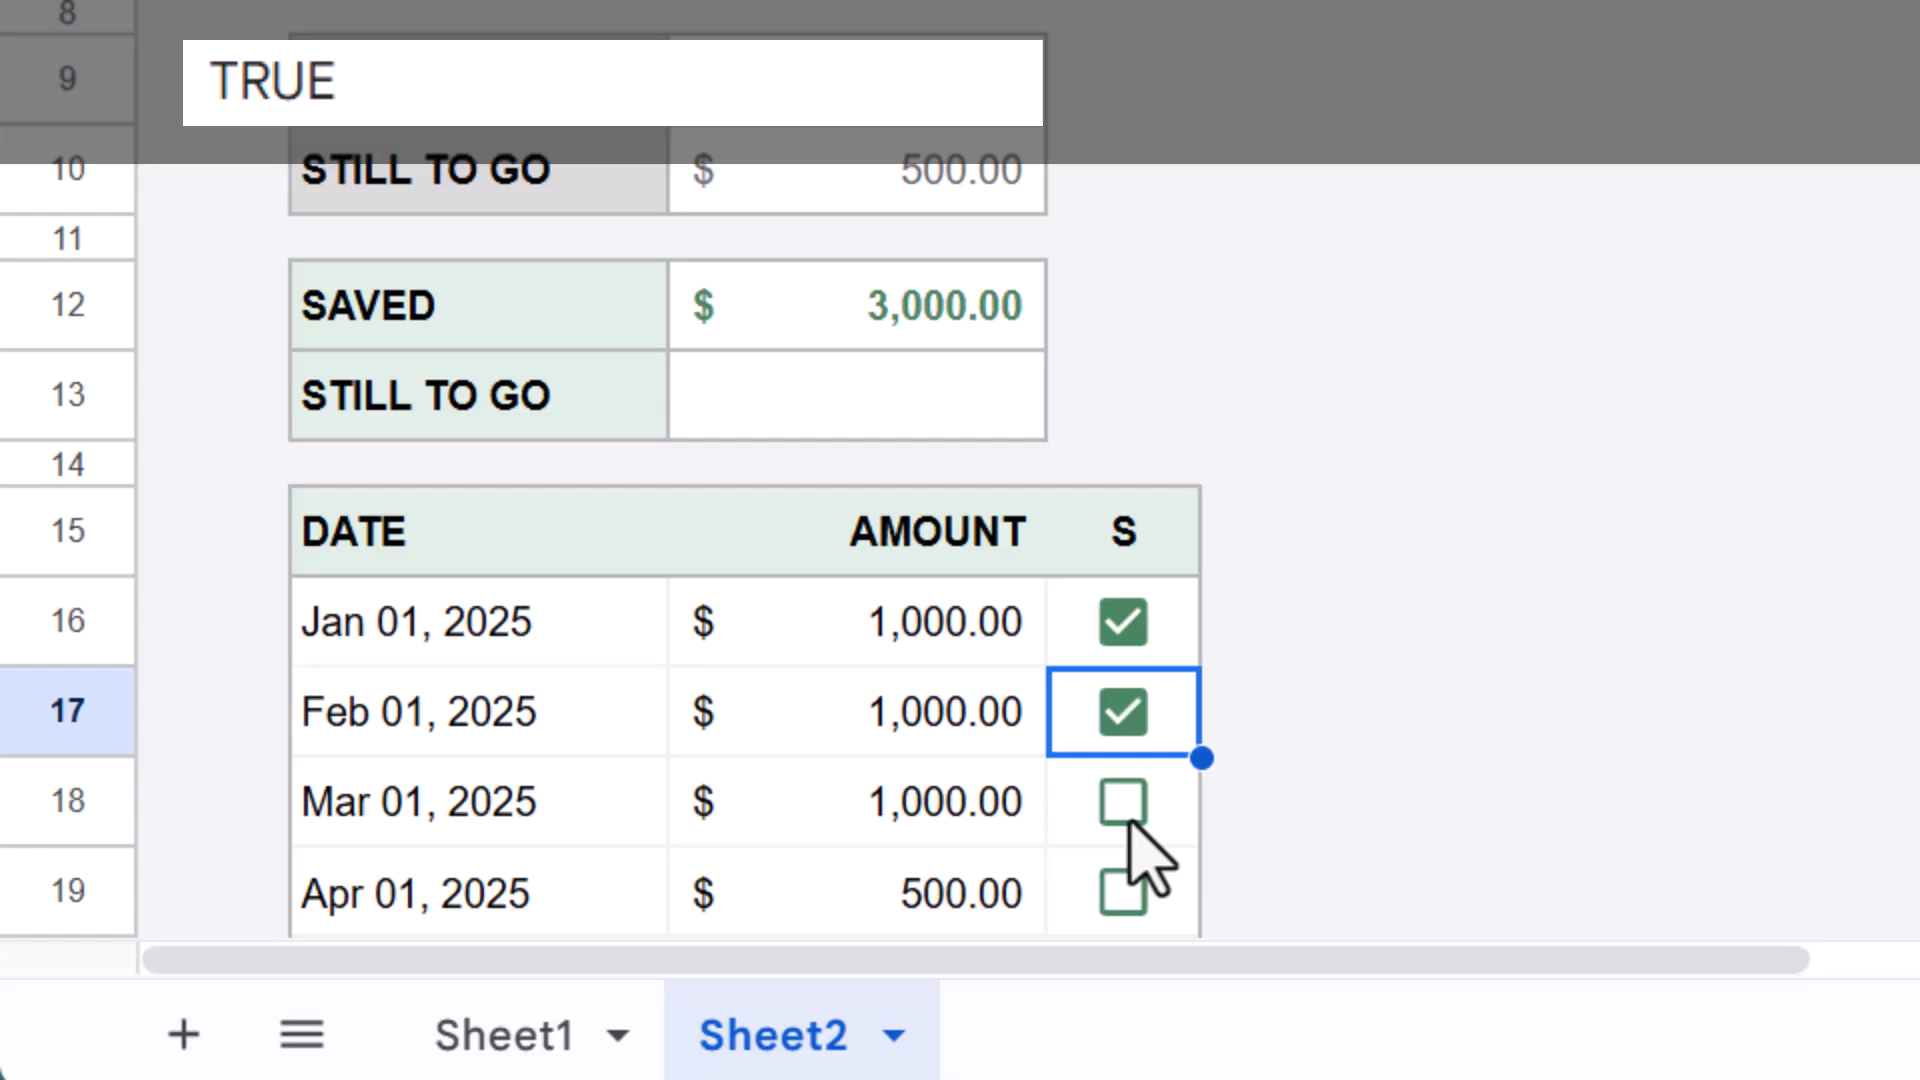 8
9
TRUE
10 STILL TO GO $ 500.00
11
12 SAVED $ 3,000.00
13 STILL TO GO
14
15 DATE AMOUNT S
16 Jan 01, 2025 $ 1,000.00
17 Feb 01, 2025 $ 1,000.00
18 Mar 01, 2025 $ 1,000.00
19 Apr 01, 2025 $ 500.00
Sheet1 Sheet2